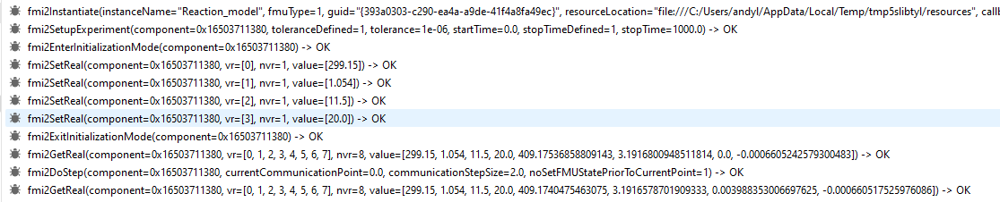 fmi2Instantiate(instanceName="Reaction_model", fmuType=1, guid="{393a0303-c290-ea4a-a9de-41f4a8fa49ec}", resourceLocation="file:///C:/Users/andyl/AppData/Local/Temp/tmp5slibtyl/resources", callb
fmi2SetupExperiment(component=0x16503711380, toleranceDefined=1, tolerance=1e-06, startTime=0.0, stopTimeDefined=1, stopTime=1000.0) -> OK
fmi2EnterInitializationMode(component=0x16503711380) -> OK
fmi2SetReal(component=0x16503711380, vr=[0], nvr=1, value=[299.15]) -> OK
fmi2SetReal(component=0x16503711380, vr=[1], nvr=1, value=[1.054]) -> OK
fmi2SetReal(component=0x16503711380, vr=[2], nvr=1, value=[11.5]) -> OK
fmi2SetReal(component=0x16503711380, vr=[3], nvr=1, value=[20.0]) -> OK
fmi2ExitInitializationMode(component=0x16503711380) -> OK
fmi2GetReal(component=0x16503711380, vr=[0, 1, 2, 3, 4, 5, 6, 7], nvr=8, value=[299.15, 1.054, 11.5, 20.0, 409.17536858809143, 3.1916800948511814, 0.0, -0.0006605242579300483]) -> OK
fmi2DoStep(component=0x16503711380, currentCommunicationPoint=0.0, communicationStepSize=2.0, noSetFMUStatePriorToCurrentPoint=1) -> OK
fmi2GetReal(component=0x16503711380, vr=[0, 1, 2, 3, 4, 5, 6, 7], nvr=8, value=[299.15, 1.054, 11.5, 20.0, 409.1740475463075, 3.1916578701909333, 0.003988353006697625, -0.000660517525976086]) -> OK